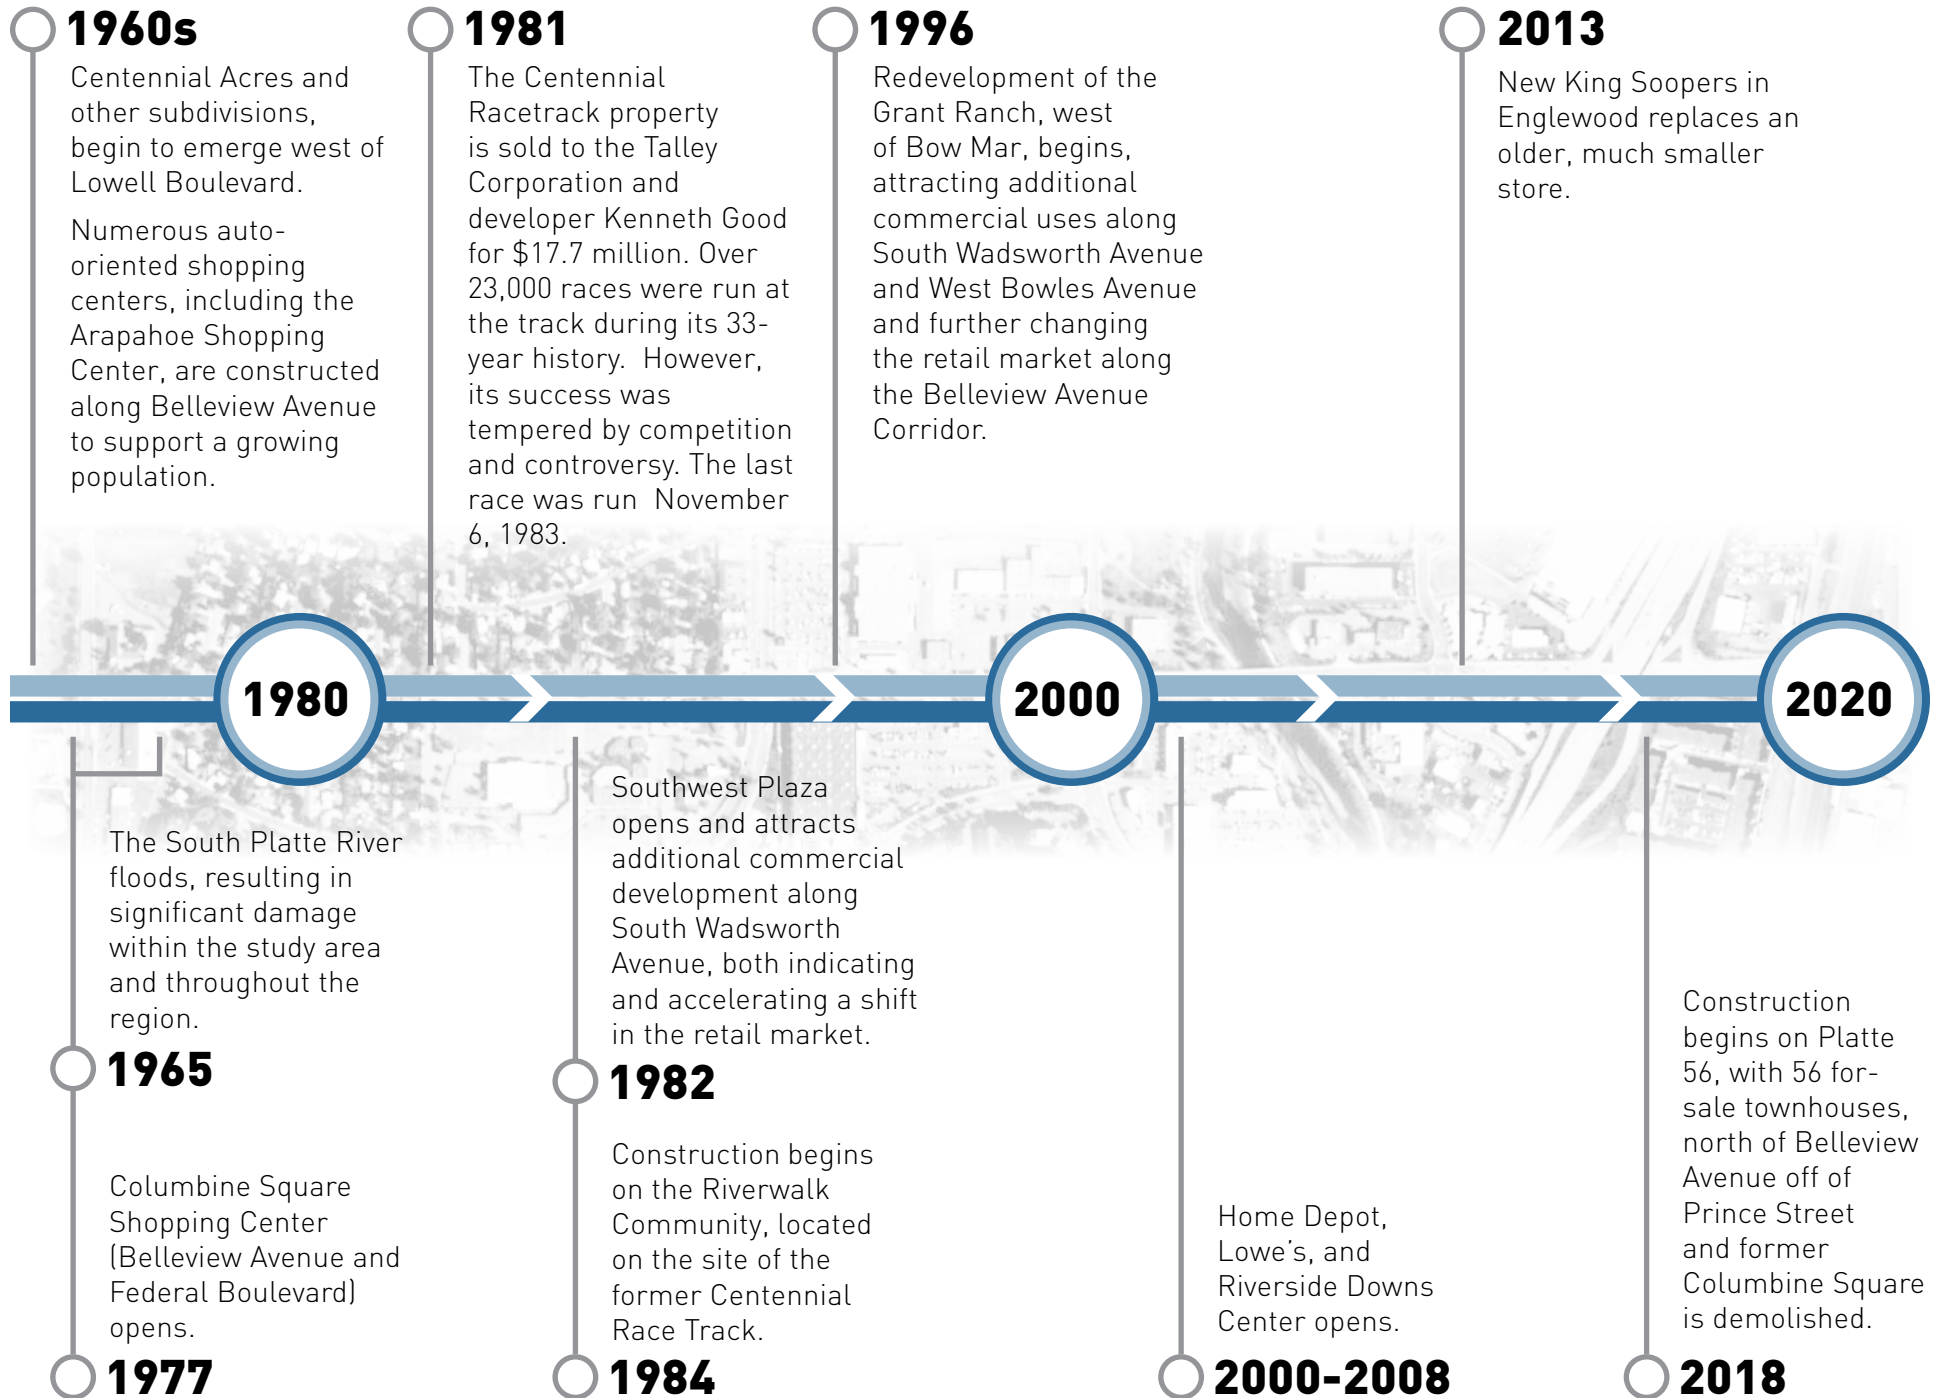 1960s
Centennial Acres and
other subdivisions,
begin to emerge west of
Lowell Boulevard.
Numerous auto-
oriented shopping
centers, including the
Arapahoe Shopping
Center, are constructed
along Belleview Avenue
to support a growing
population.
1981
The Centennial
Racetrack property
is sold to the Talley
Corporation and
developer Kenneth Good
for $17.7 million. Over
23,000 races were run at
the track during its 33-
year history. However,
its success was
tempered by competition
and controversy. The last
race was run November
6, 1983.
1996
Redevelopment of the
Grant Ranch, west
of Bow Mar, begins,
attracting additional
commercial uses along
South Wadsworth Avenue
and West Bowles Avenue
and further changing
the retail market along
the Belleview Avenue
Corridor.
2013
New King Soopers in
Englewood replaces an
older, much smaller
store.
1980
2000
2020
The South Platte River
floods, resulting in
significant damage
within the study area
and throughout the
region.
1965
Columbine Square
Shopping Center
(Belleview Avenue and
Federal Boulevard)
opens.
1977
Southwest Plaza
opens and attracts
additional commercial
development along
South Wadsworth
Avenue, both indicating
and accelerating a shift
in the retail market.
1982
Construction begins
on the Riverwalk
Community, located
on the site of the
former Centennial
Race Track.
1984
Home Depot,
Lowe's, and
Riverside Downs
Center opens.
2000-2008
Construction
begins on Platte
56, with 56 for-
sale townhouses,
north of Belleview
Avenue off of
Prince Street
and former
Columbine Square
is demolished.
2018